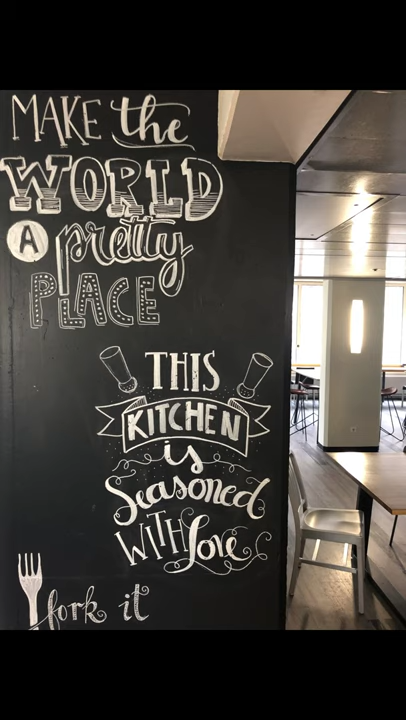 MAKE the
WORLD
A pretty
PLACE
THIS
KITCHEN
is
Seasoned
WITH Love
fork it